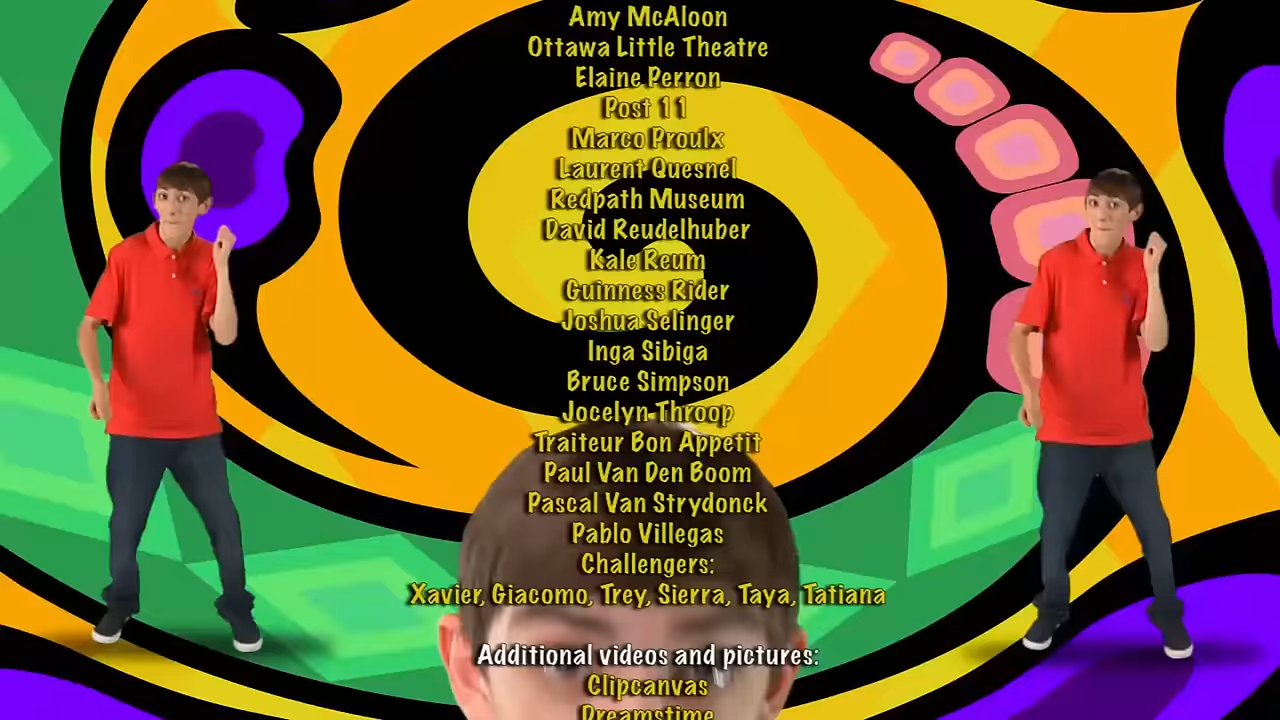 Amy McAloon
Ottawa Little Theatre
Elaine Perron
Post 11
Marco Proulx
Laurent Quesnel
Redpath Museum
David Reudelhuber
Kale Reum
Guinness Rider
Joshua Selinger
Inga Sibiga
Bruce Simpson
Jocelyn Throop
Traiteur Bon Appetit
Paul Van Den Boom
Pascal Van Strydonck
Pablo Villegas
Challengers:
Xavier, Giacomo, Trey, Sierra, Taya, Tatiana
Additional videos and pictures:
Clipcanvas
Dreamstime